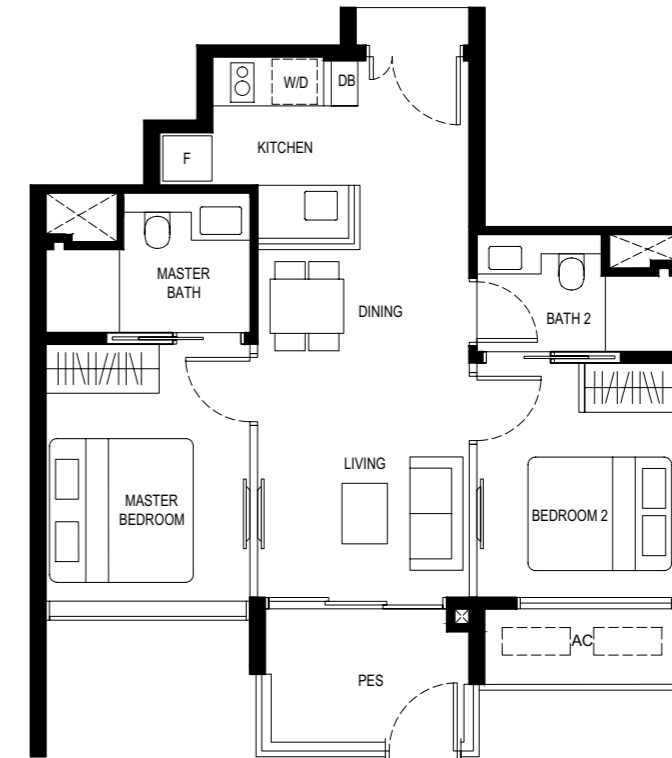 W/D
DB
F
KITCHEN
MASTER
BATH
DINING
BATH 2
LIVING
MASTER
BEDROOM
BEDROOM 2
AC
PES